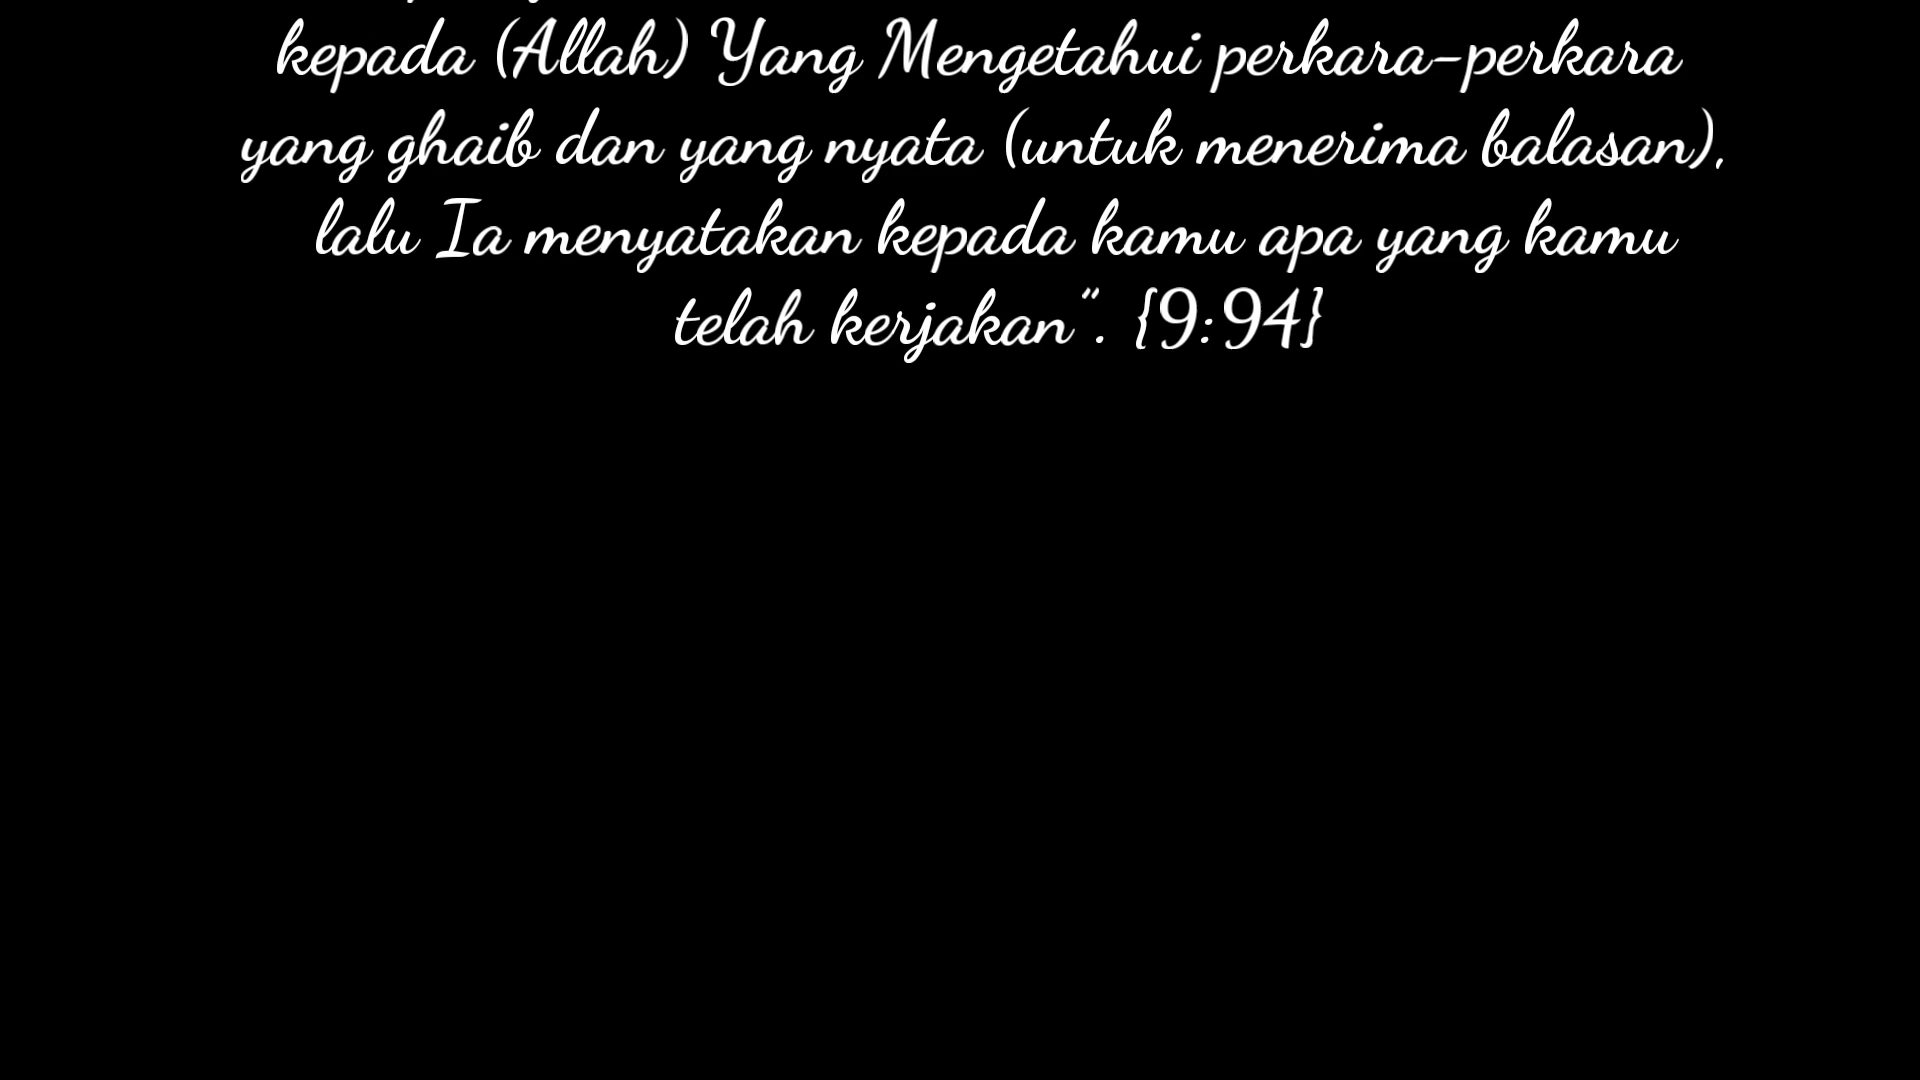 kepada (Allah) Yang Mengetahui perkara-perkara
yang ghaib dan yang nyata (untuk menerima balasan),
lalu Ia menyatakan kepada kamu apa yang kamu
telah kerjakan". {9:94}